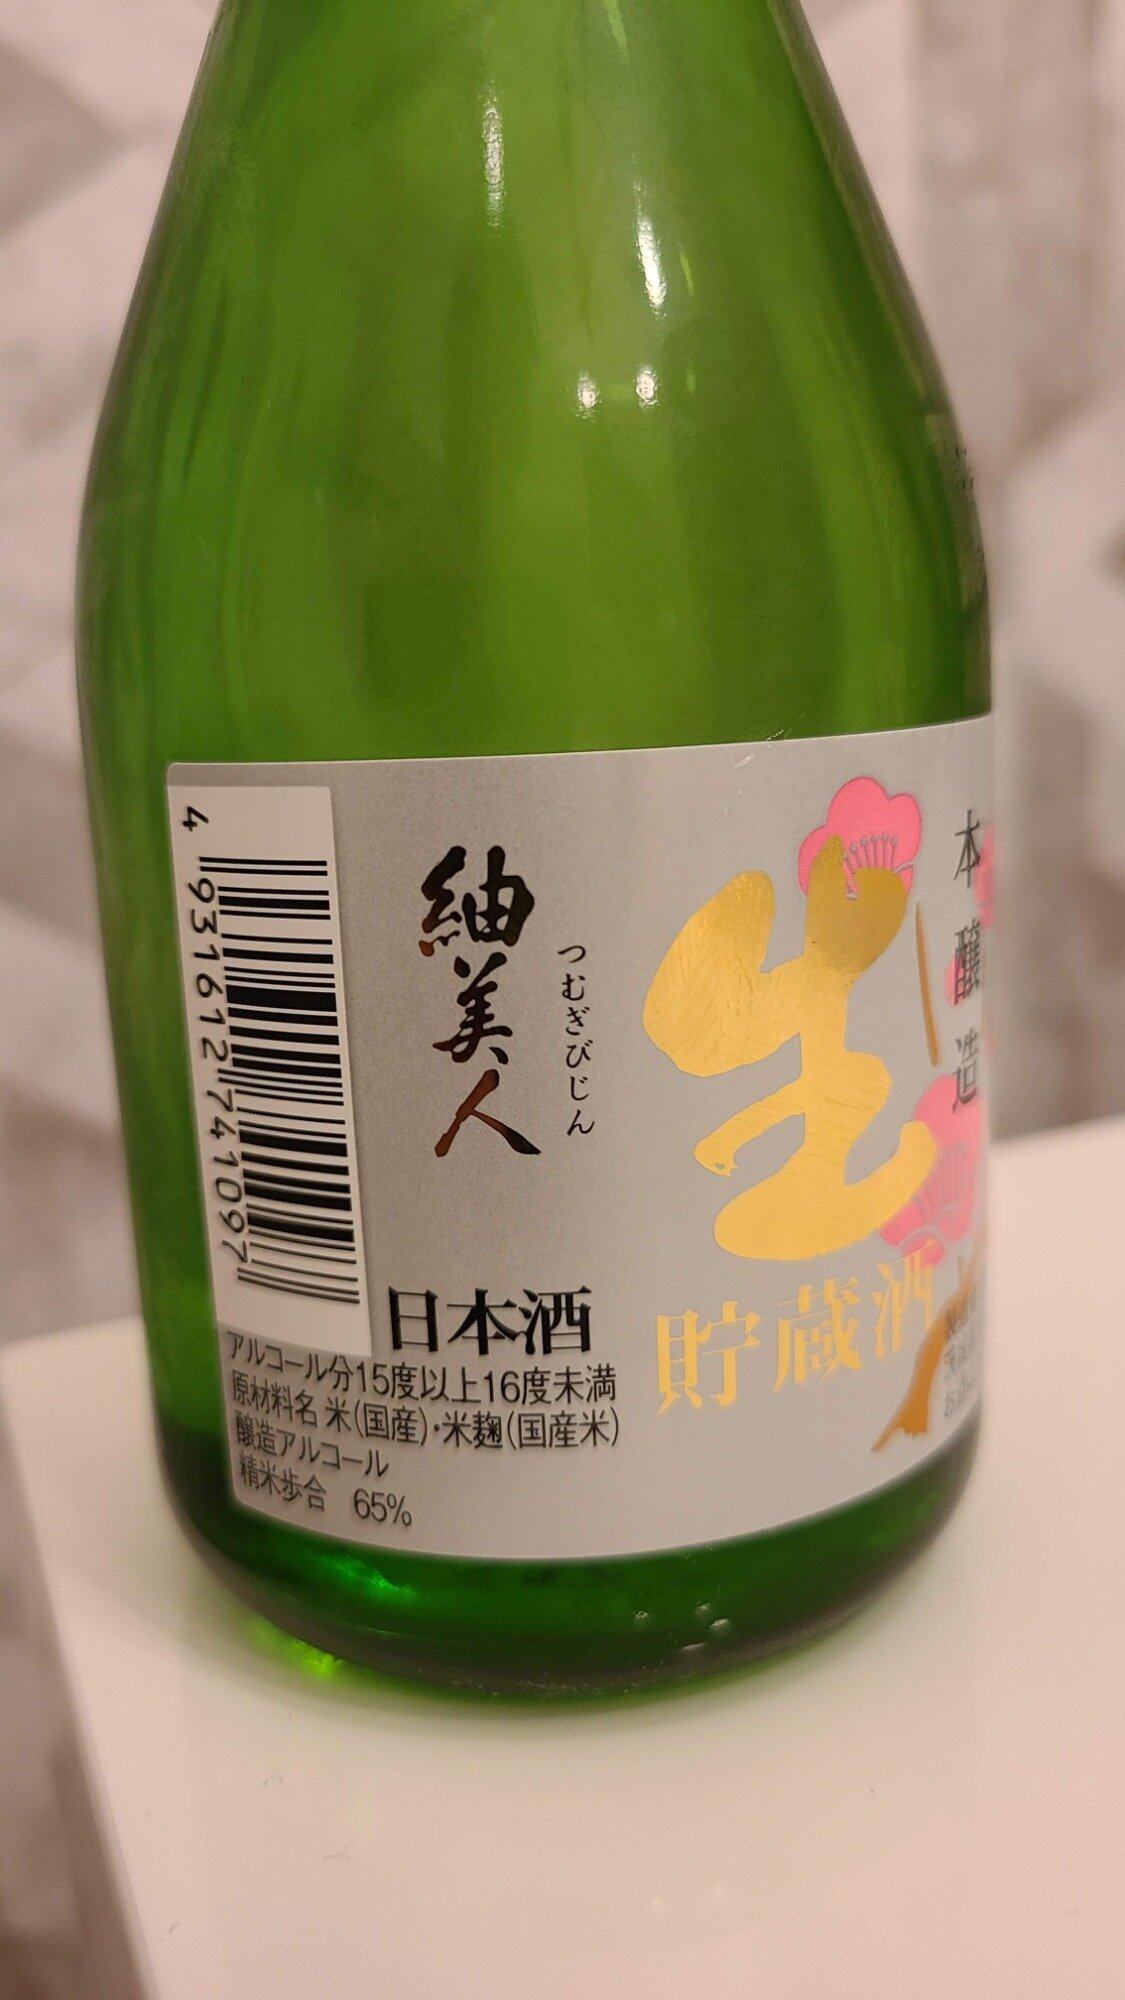 本醸造
生
貯蔵酒
つむぎびじん
紬美人
日本酒
アルコール分15度以上16度未満
原材料名 米(国産)・米麹(国産米)
醸造アルコール
精米歩合 65%
4 931612 741097